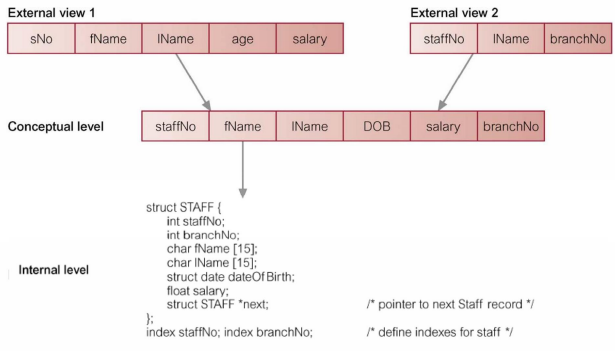 External view 1
External view 2
sNo fName lName age salary
staffNo lName branchNo
Conceptual level
staffNo fName lName DOB salary branchNo
Internal level
struct STAFF {
int staffNo;
int branchNo;
char fName [15];
char lName [15];
struct date dateOfBirth;
float salary;
struct STAFF *next; /* pointer to next Staff record */
};
index staffNo; index branchNo; /* define indexes for staff */